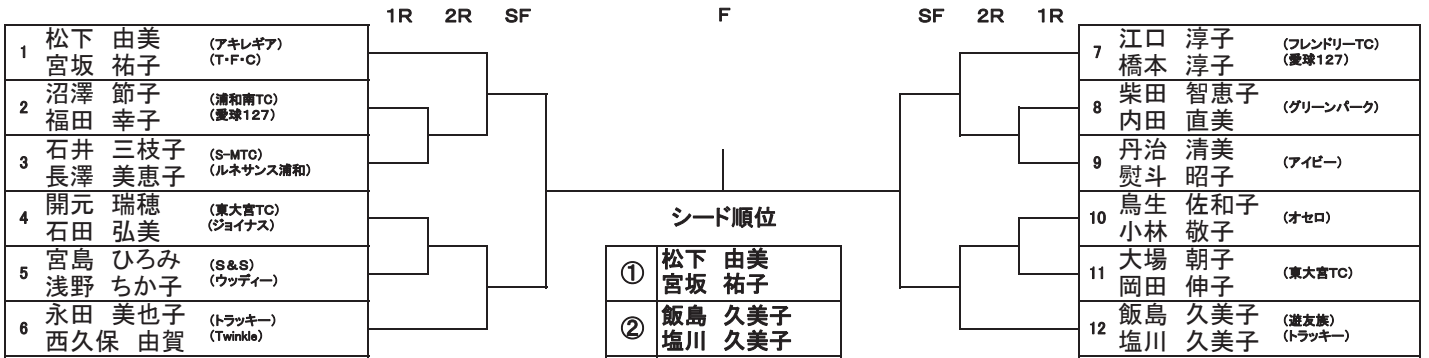 1R 2R SF F SF 2R 1R
1 松下 由美 (アキレギア)
宮坂 祐子 (T・F・C)
2 沼澤 節子 (浦和南TC)
福田 幸子 (愛球127)
3 石井 三枝子 (S-MTC)
長澤 美恵子 (ルネサンス浦和)
4 開元 瑞穂 (東大宮TC)
石田 弘美 (ジョイナス)
5 宮島 ひろみ (S&S)
浅野 ちか子 (ウッディー)
6 永田 美也子 (トラッキー)
西久保 由賀 (Twinkle)
シード順位
① 松下 由美
宮坂 祐子
② 飯島 久美子
塩川 久美子
7 江口 淳子 (フレンドリーTC)
橋本 淳子 (愛球127)
8 柴田 智恵子 (グリーンパーク)
内田 直美
9 丹治 清美 (アイビー)
熨斗 昭子
10 鳥生 佐和子 (オセロ)
小林 敬子
11 大場 朝子 (東大宮TC)
岡田 伸子
12 飯島 久美子 (遊友族)
塩川 久美子 (トラッキー)